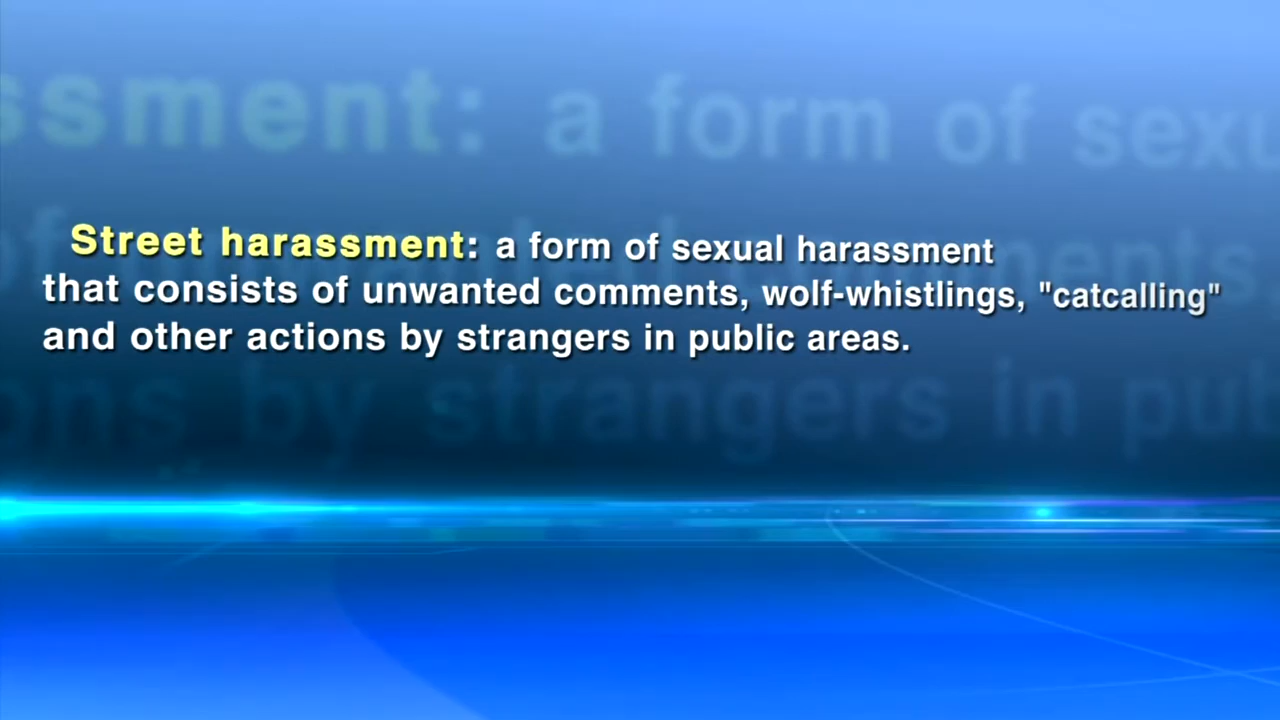 Street harassment: a form of sexual harassment
that consists of unwanted comments, wolf-whistlings, "catcalling"
and other actions by strangers in public areas.